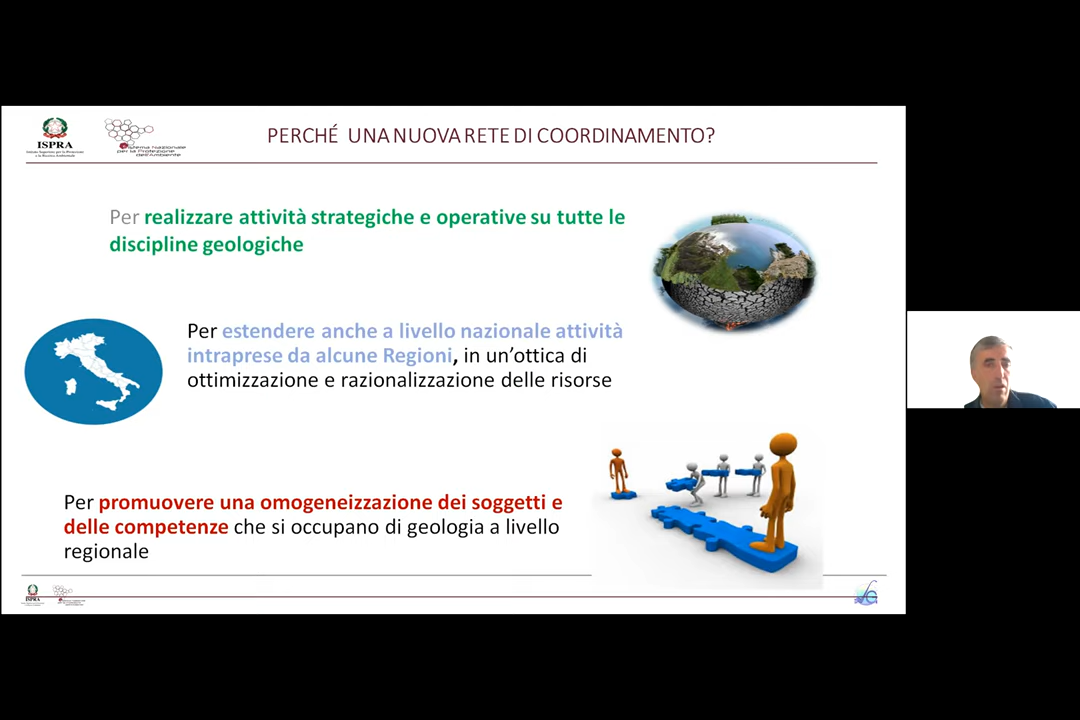 ISPRA
Istituto Superiore per la Protezione
e la Ricerca Ambientale
Sistema Nazionale
per la Protezione
dell'Ambiente
PERCHÉ UNA NUOVA RETE DI COORDINAMENTO?
Per realizzare attività strategiche e operative su tutte le
discipline geologiche
Per estendere anche a livello nazionale attività
intraprese da alcune Regioni, in un'ottica di
ottimizzazione e razionalizzazione delle risorse
Per promuovere una omogeneizzazione dei soggetti e
delle competenze che si occupano di geologia a livello
regionale
ISPRA